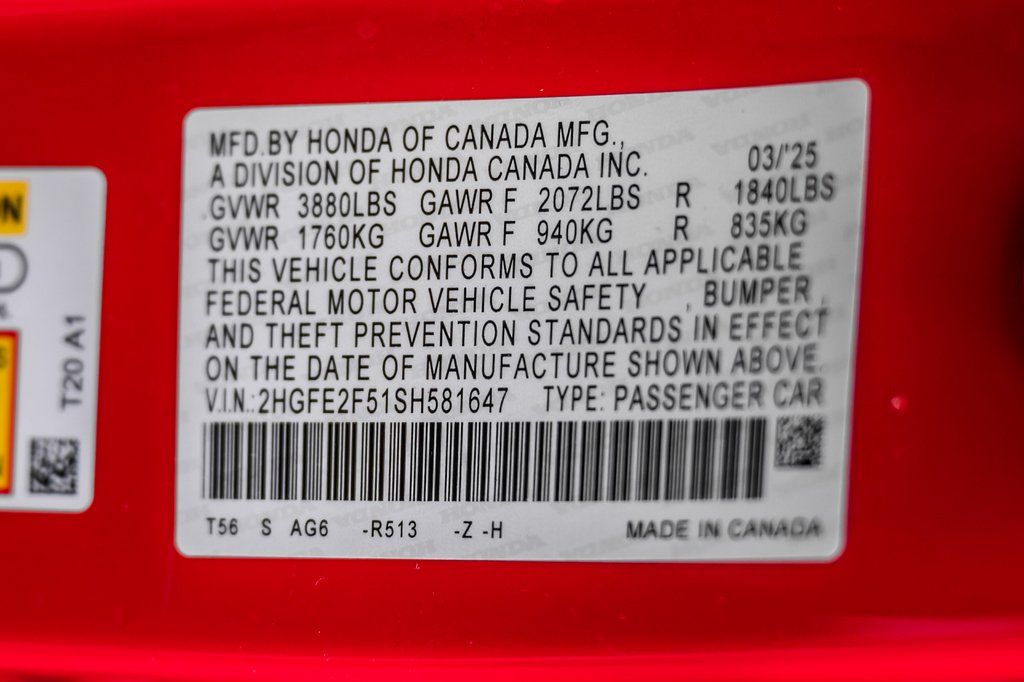 MFD.BY HONDA OF CANADA MFG.,
A DIVISION OF HONDA CANADA INC. 03/'25
GVWR 3880LBS GAWR F 2072LBS R 1840LBS
GVWR 1760KG GAWR F 940KG R 835KG
THIS VEHICLE CONFORMS TO ALL APPLICABLE
FEDERAL MOTOR VEHICLE SAFETY , BUMPER ,
AND THEFT PREVENTION STANDARDS IN EFFECT
ON THE DATE OF MANUFACTURE SHOWN ABOVE.
V.I.N.:2HGFE2F51SH581647 TYPE: PASSENGER CAR
T56 S AG6 -R513 -Z -H MADE IN CANADA
T20 A1